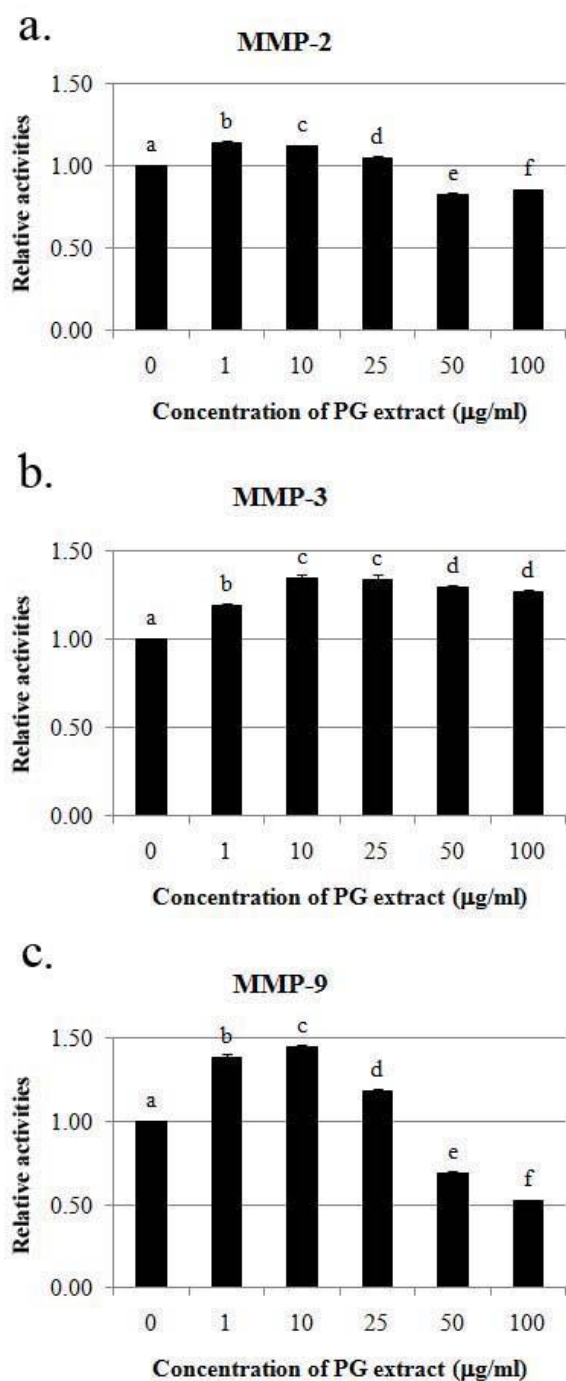 a.
MMP-2
Relative activities
1.50
1.00
0.50
0.00
a
b
c
d
e
f
0 1 10 25 50 100
Concentration of PG extract (µg/ml)
b.
MMP-3
Relative activities
1.50
1.00
0.50
0.00
a
b
c
c
d
d
0 1 10 25 50 100
Concentration of PG extract (µg/ml)
c.
MMP-9
Relative activities
1.50
1.00
0.50
0.00
a
b
c
d
e
f
0 1 10 25 50 100
Concentration of PG extract (µg/ml)